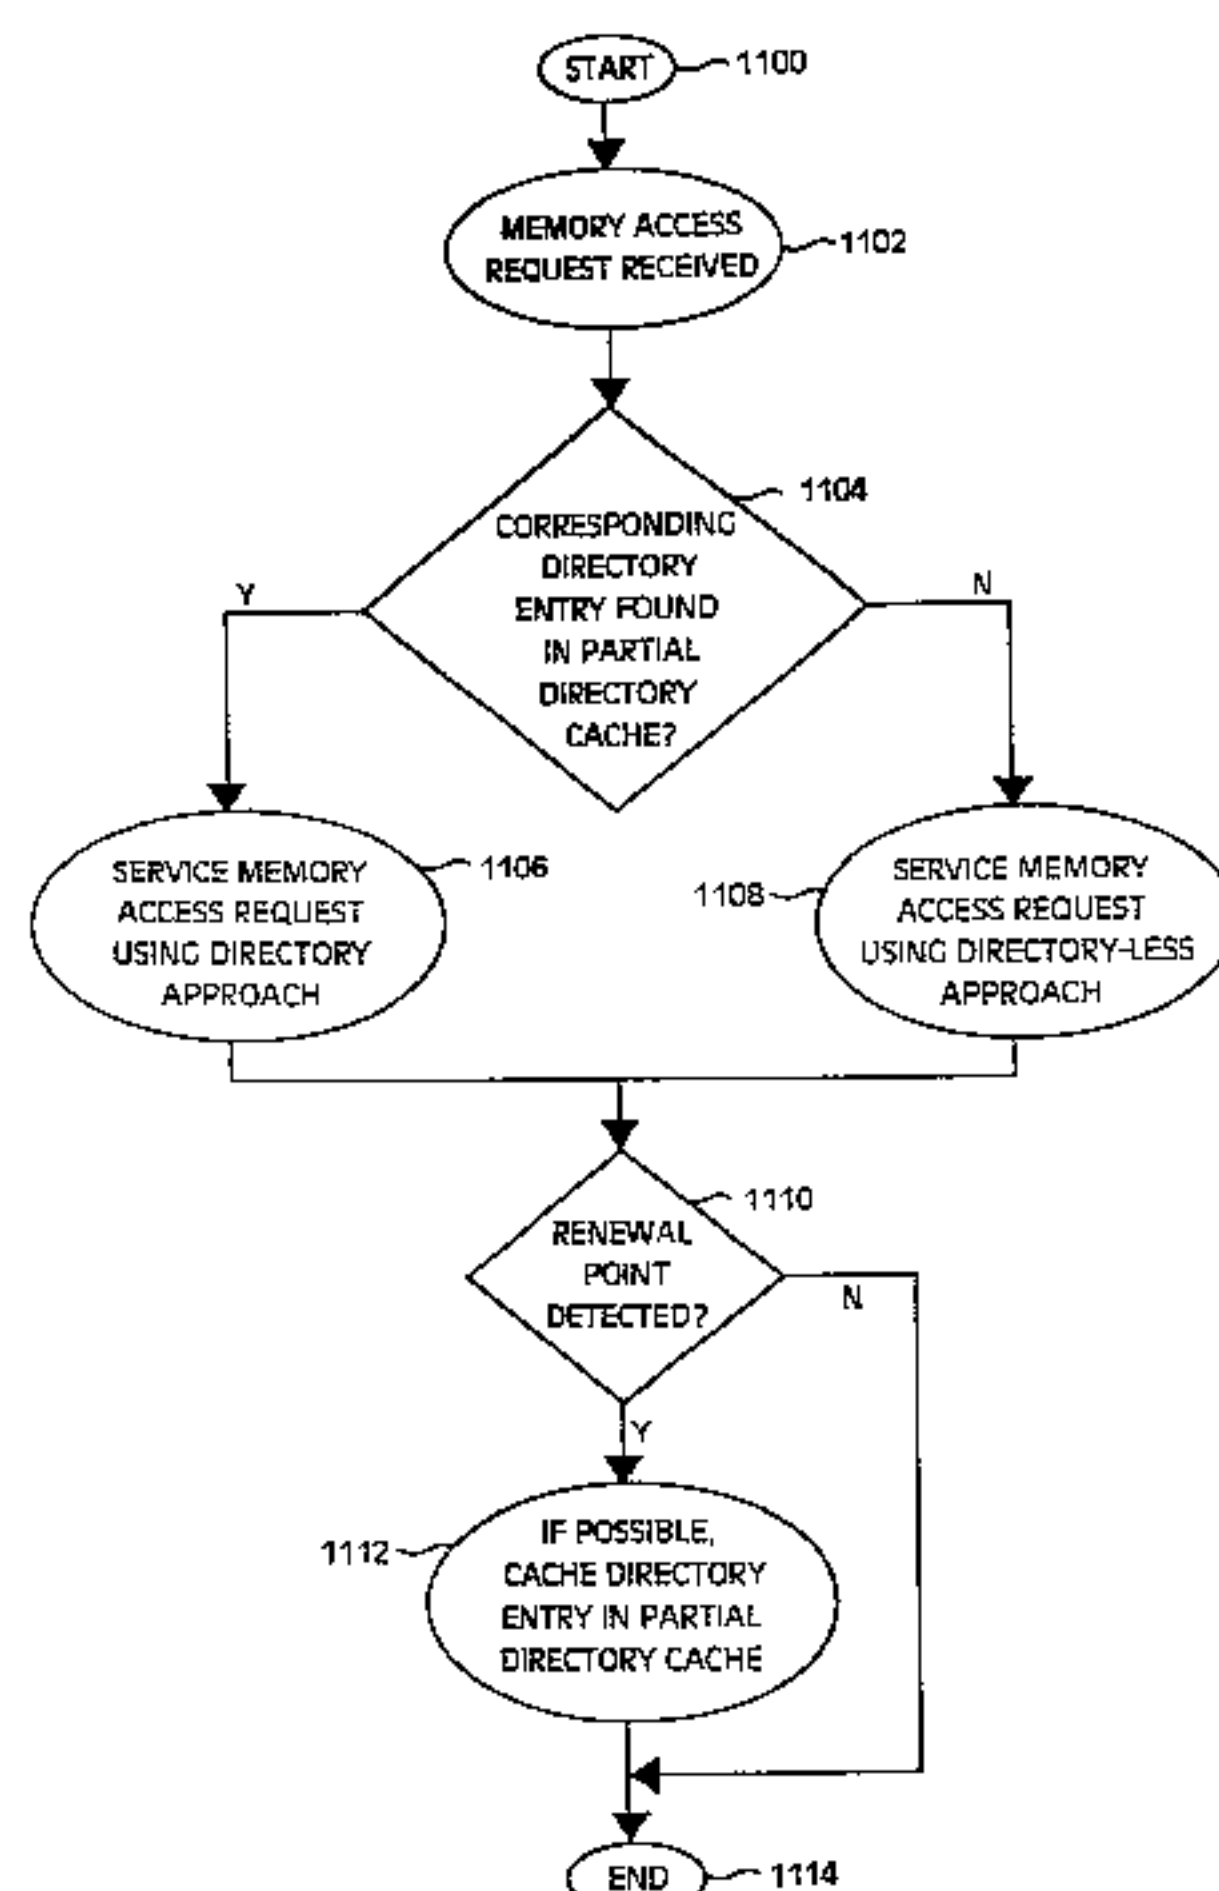 START
1100
MEMORY ACCESS
REQUEST RECEIVED
1102
1104
CORRESPONDING
DIRECTORY
ENTRY FOUND
IN PARTIAL
DIRECTORY
CACHE?
Y
N
SERVICE MEMORY
ACCESS REQUEST
USING DIRECTORY
APPROACH
1106
1108
SERVICE MEMORY
ACCESS REQUEST
USING DIRECTORY-LESS
APPROACH
1110
RENEWAL
POINT
DETECTED?
N
Y
1112
IF POSSIBLE,
CACHE DIRECTORY
ENTRY IN PARTIAL
DIRECTORY CACHE
END
1114